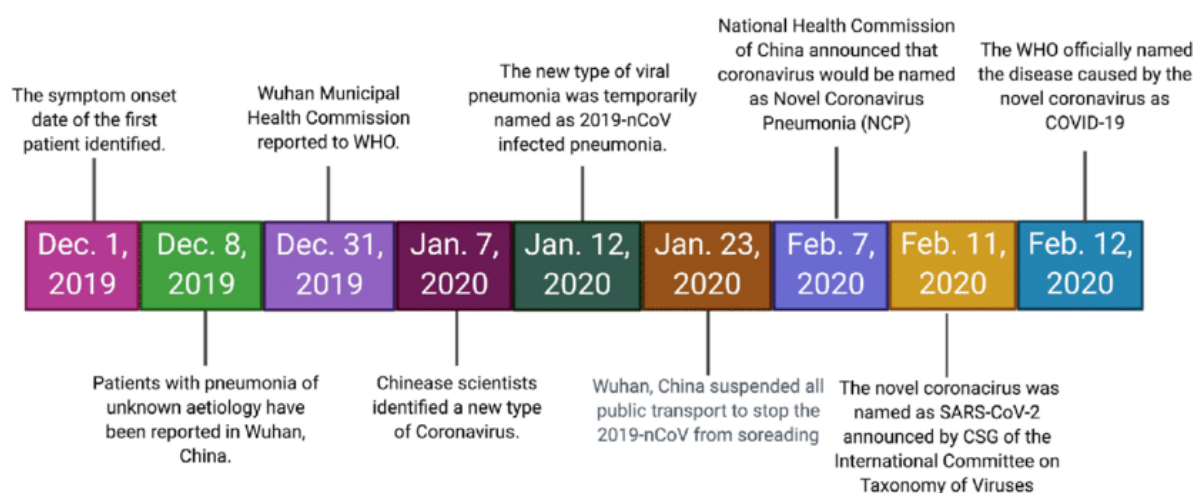 The symptom onset
date of the first
patient identified.
Wuhan Municipal
Health Commission
reported to WHO.
The new type of viral
pneumonia was temporarily
named as 2019-nCoV
infected pneumonia.
National Health Commission
of China announced that
coronavirus would be named
as Novel Coronavirus
Pneumonia (NCP)
The WHO officially named
the disease caused by the
novel coronavirus as
COVID-19
Dec. 1,
2019
Dec. 8,
2019
Dec. 31,
2019
Jan. 7,
2020
Jan. 12,
2020
Jan. 23,
2020
Feb. 7,
2020
Feb. 11,
2020
Feb. 12,
2020
Patients with pneumonia of
unknown aetiology have
been reported in Wuhan,
China.
Chinease scientists
identified a new type
of Coronavirus.
Wuhan, China suspended all
public transport to stop the
2019-nCoV from soreading
The novel coronacirus was
named as SARS-CoV-2
announced by CSG of the
International Committee on
Taxonomy of Viruses